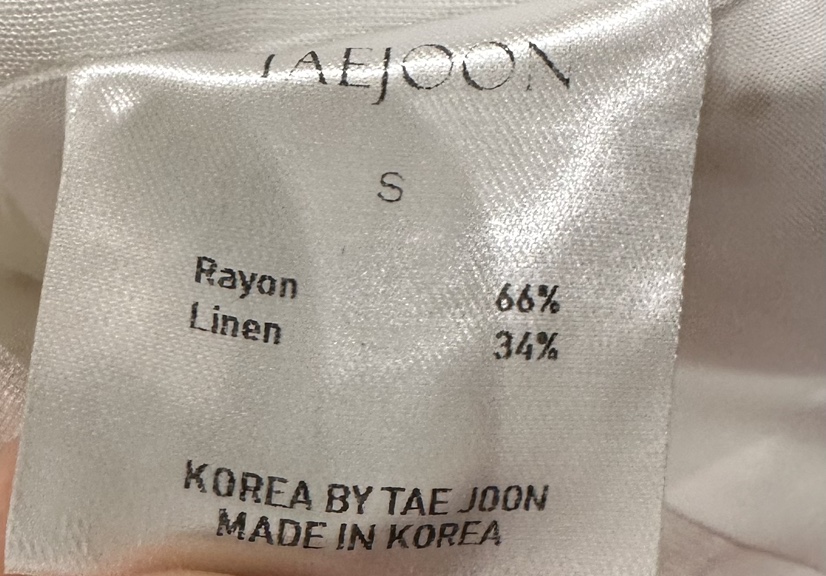 TAEJOON
S
Rayon 66%
Linen 34%
KOREA BY TAE JOON
MADE IN KOREA